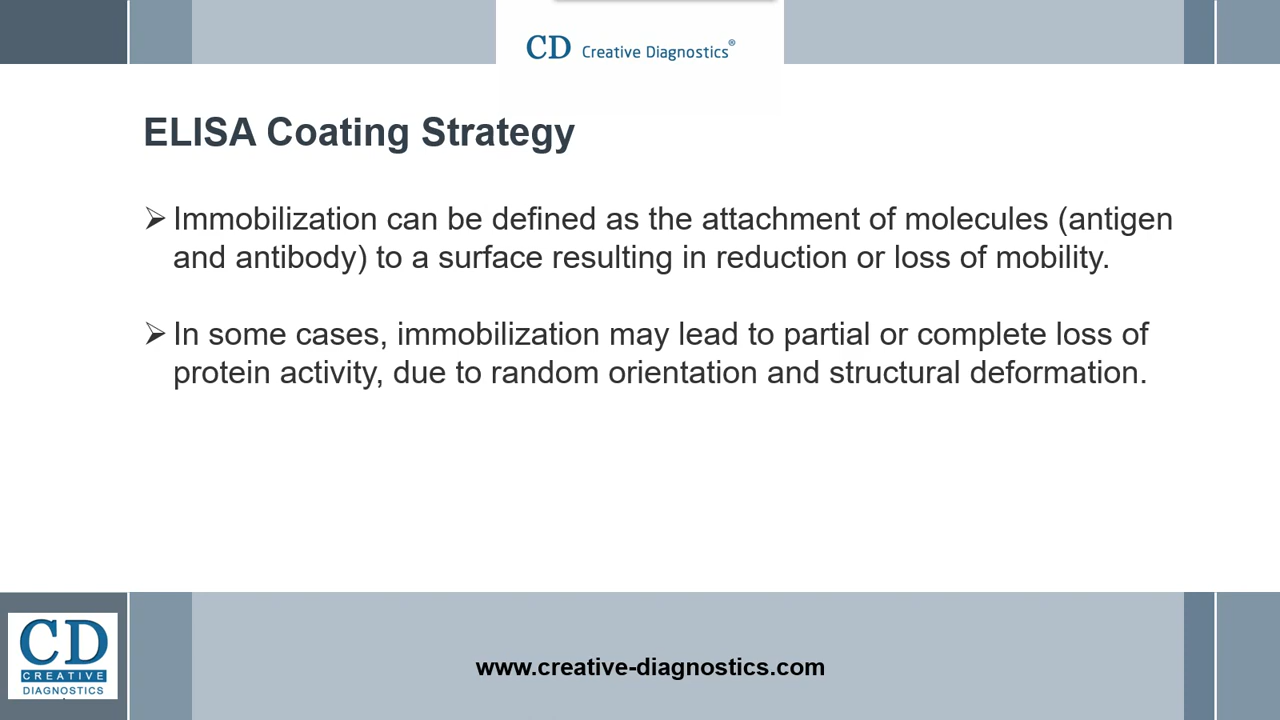 CD Creative Diagnostics®
ELISA Coating Strategy
➢ Immobilization can be defined as the attachment of molecules (antigen
and antibody) to a surface resulting in reduction or loss of mobility.
➢ In some cases, immobilization may lead to partial or complete loss of
protein activity, due to random orientation and structural deformation.
CD
CREATIVE
DIAGNOSTICS
www.creative-diagnostics.com